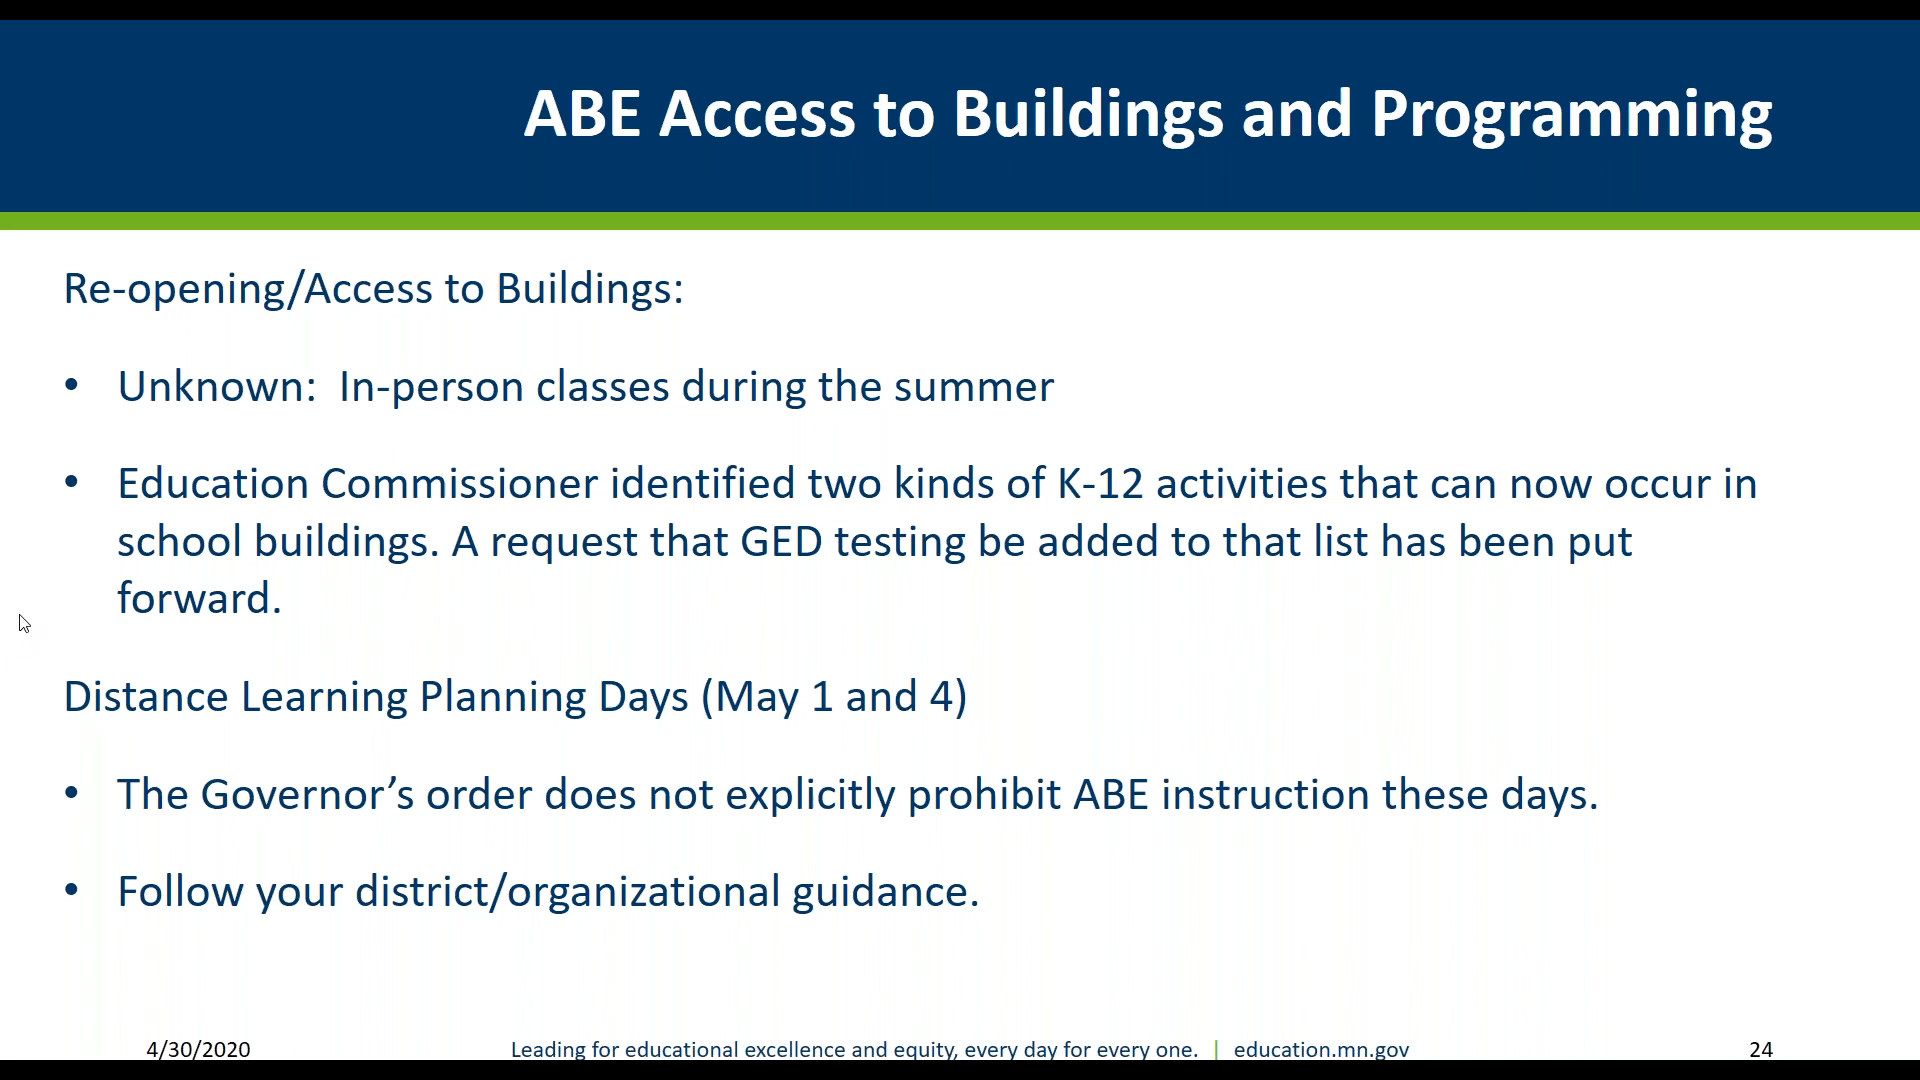 ABE Access to Buildings and Programming
Re-opening/Access to Buildings:
• Unknown:  In-person classes during the summer
• Education Commissioner identified two kinds of K-12 activities that can now occur in
school buildings. A request that GED testing be added to that list has been put
forward.
Distance Learning Planning Days (May 1 and 4)
• The Governor’s order does not explicitly prohibit ABE instruction these days.
• Follow your district/organizational guidance.
4/30/2020 Leading for educational excellence and equity, every day for every one. | education.mn.gov 24